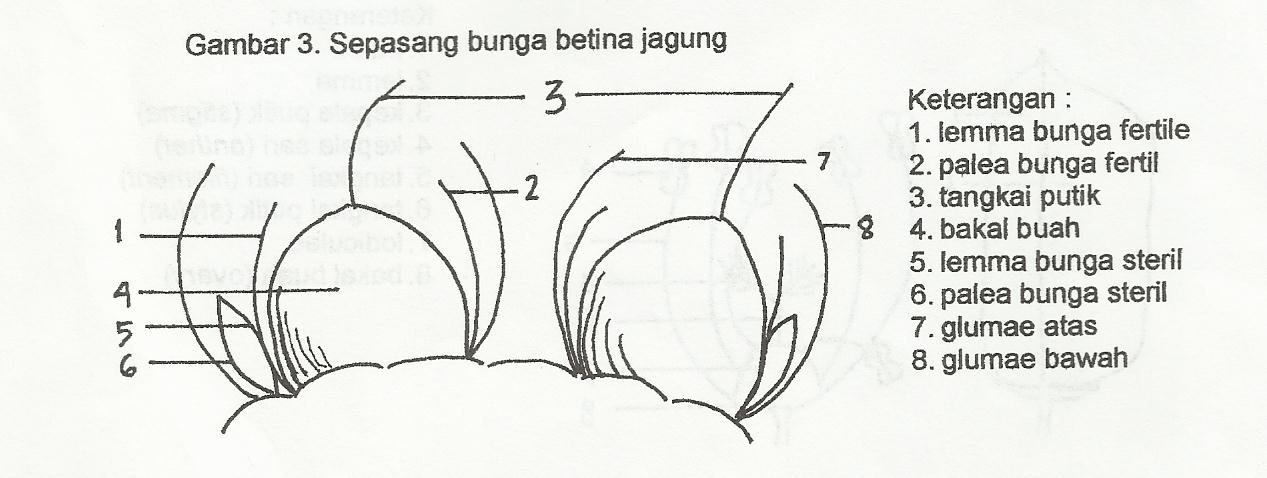 Gambar 3. Sepasang bunga betina jagung
3
7
2
1
8
4
5
6
Keterangan :
1. lemma bunga fertile
2. palea bunga fertil
3. tangkai putik
4. bakal buah
5. lemma bunga steril
6. palea bunga steril
7. glumae atas
8. glumae bawah